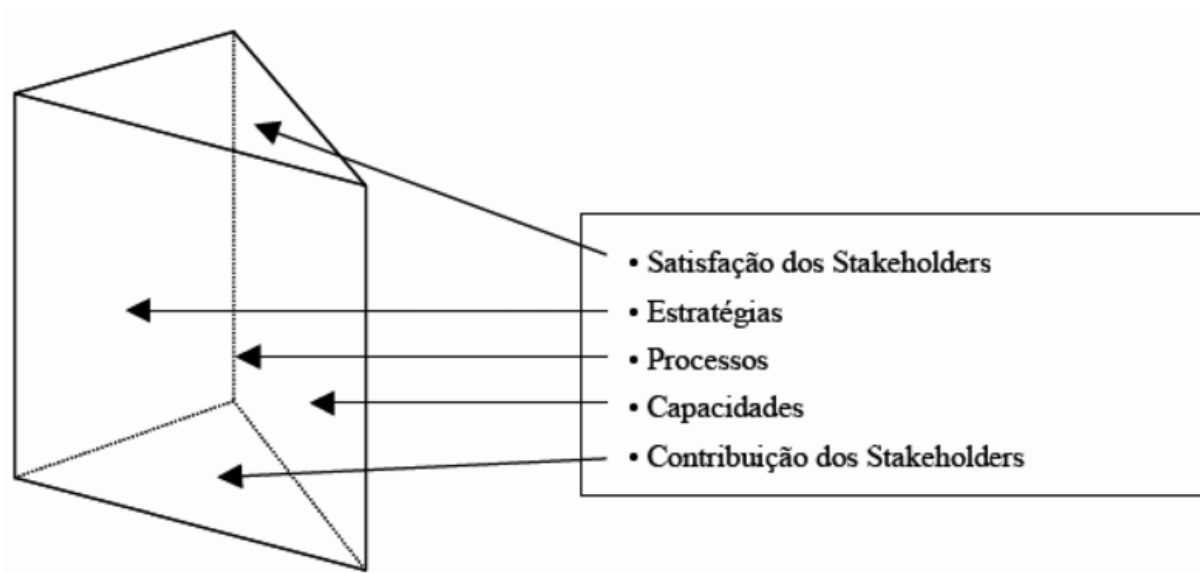 • Satisfação dos Stakeholders
• Estratégias
• Processos
• Capacidades
• Contribuição dos Stakeholders